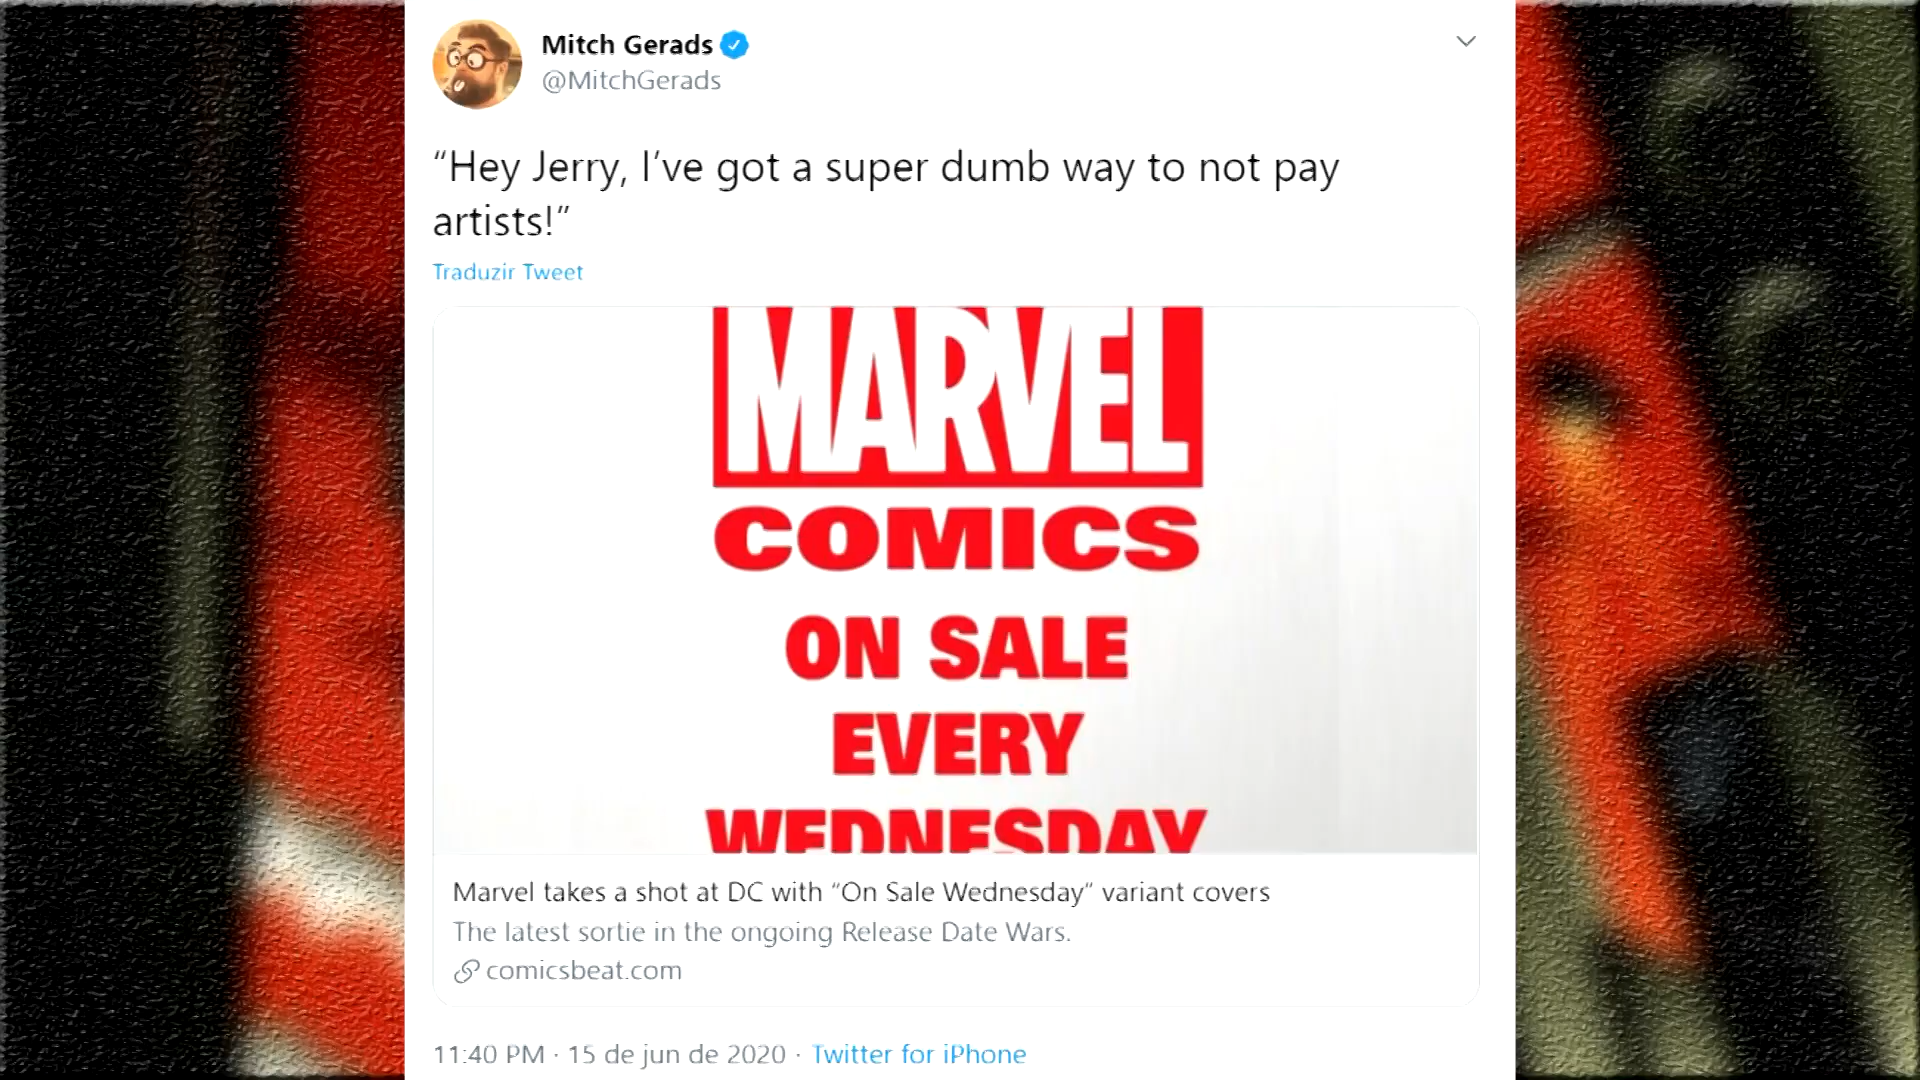 Mitch Gerads
@MitchGerads
“Hey Jerry, I’ve got a super dumb way to not pay
artists!”
Traduzir Tweet
MARVEL
COMICS
ON SALE
EVERY
WEDNESDAY
Marvel takes a shot at DC with “On Sale Wednesday” variant covers
The latest sortie in the ongoing Release Date Wars.
comicsbeat.com
11:40 PM · 15 de jun de 2020 · Twitter for iPhone